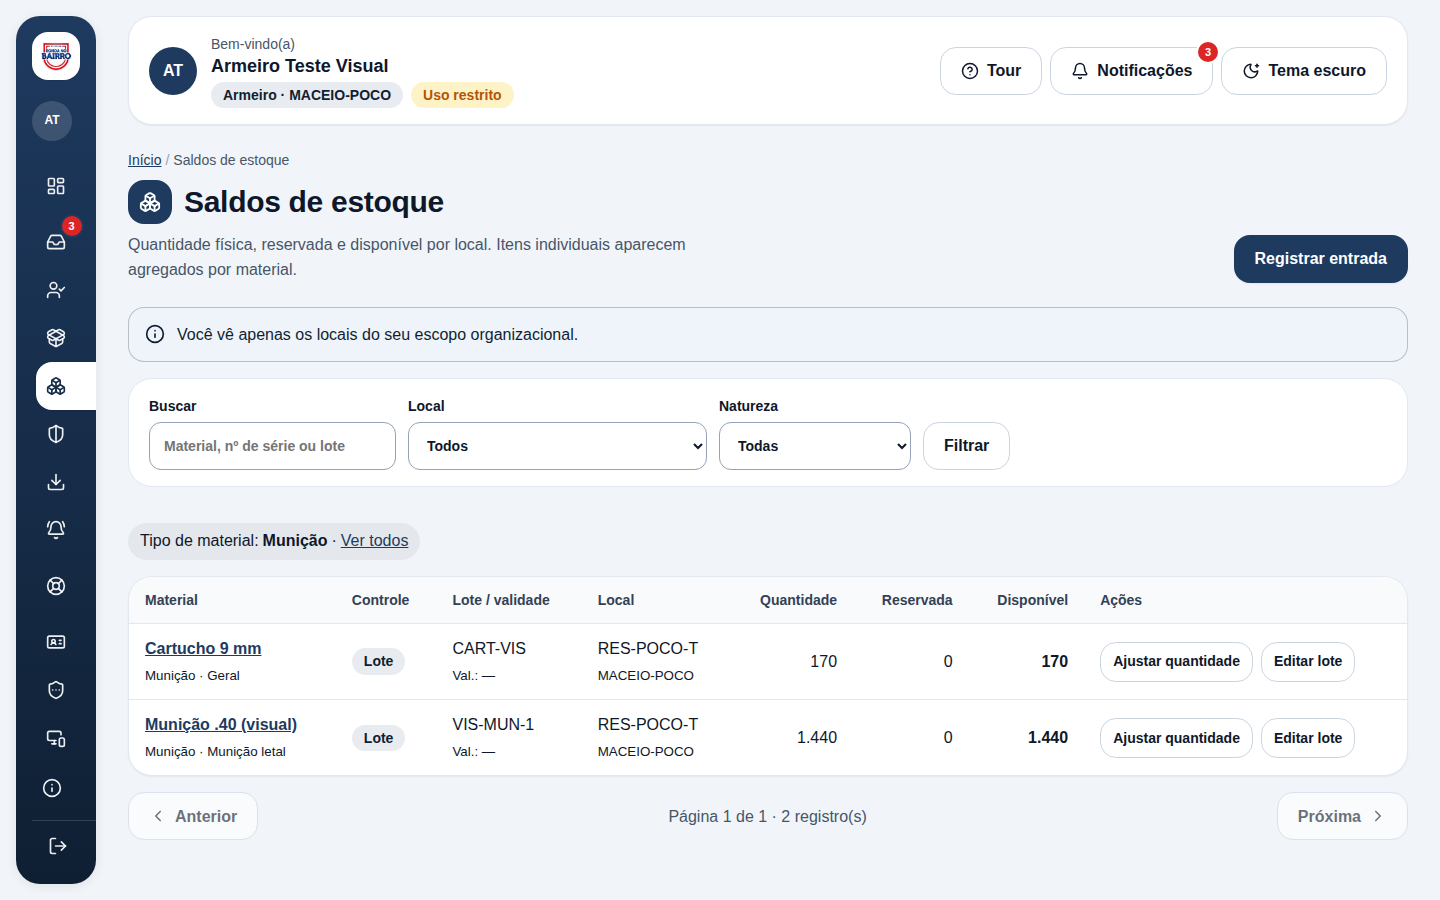 BAIRRO
AT
3
AT
Bem-vindo(a)
Armeiro Teste Visual
Armeiro · MACEIO-POCO
Uso restrito
Tour
Notificações
3
Tema escuro
Início / Saldos de estoque
Saldos de estoque
Quantidade física, reservada e disponível por local. Itens individuais aparecem
agregados por material.
Registrar entrada
Você vê apenas os locais do seu escopo organizacional.
Buscar
Local
Natureza
Material, nº de série ou lote
Todos
Todas
Filtrar
Tipo de material: Munição · Ver todos
Material Controle Lote / validade Local Quantidade Reservada Disponível Ações
Cartucho 9 mm
Munição · Geral
Lote
CART-VIS
Val.: —
RES-POCO-T
MACEIO-POCO
170
0
170
Ajustar quantidade
Editar lote
Munição .40 (visual)
Munição · Munição letal
Lote
VIS-MUN-1
Val.: —
RES-POCO-T
MACEIO-POCO
1.440
0
1.440
Ajustar quantidade
Editar lote
Anterior
Página 1 de 1 · 2 registro(s)
Próxima